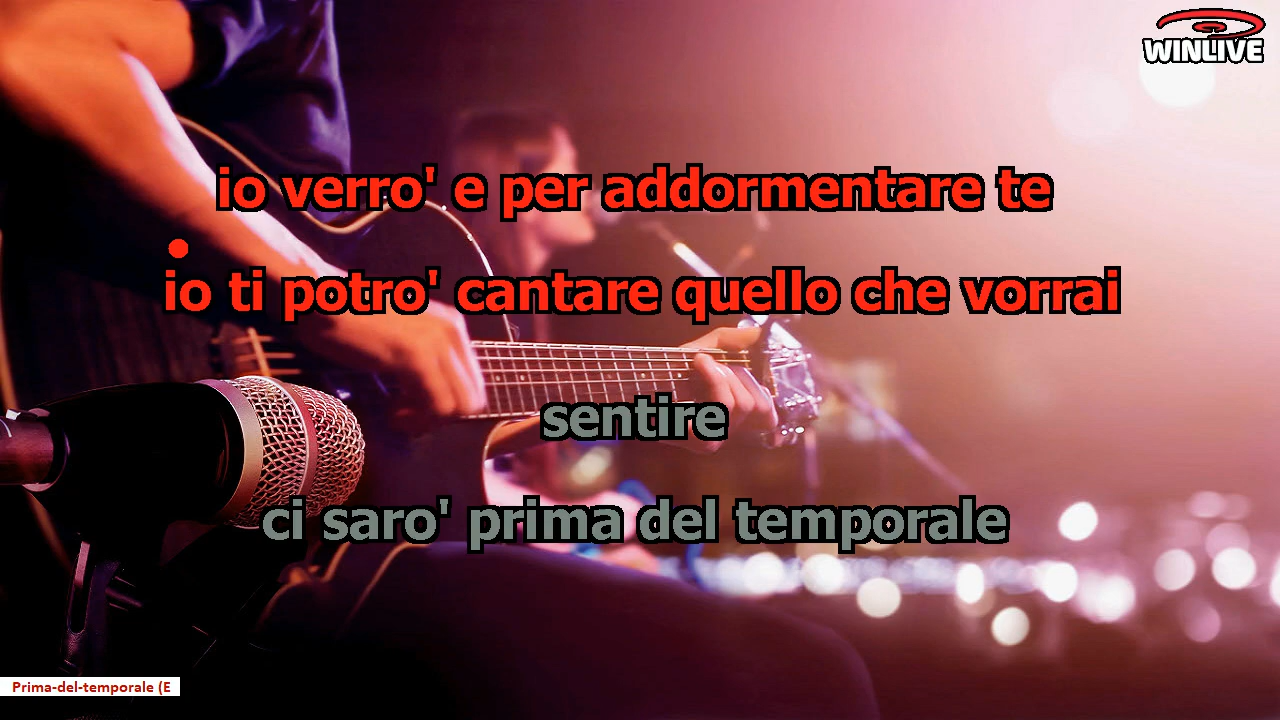 WINLIVE
io verro' e per addormentare te
io ti potro' cantare quello che vorrai
sentire
ci saro' prima del temporale
Prima-del-temporale (E